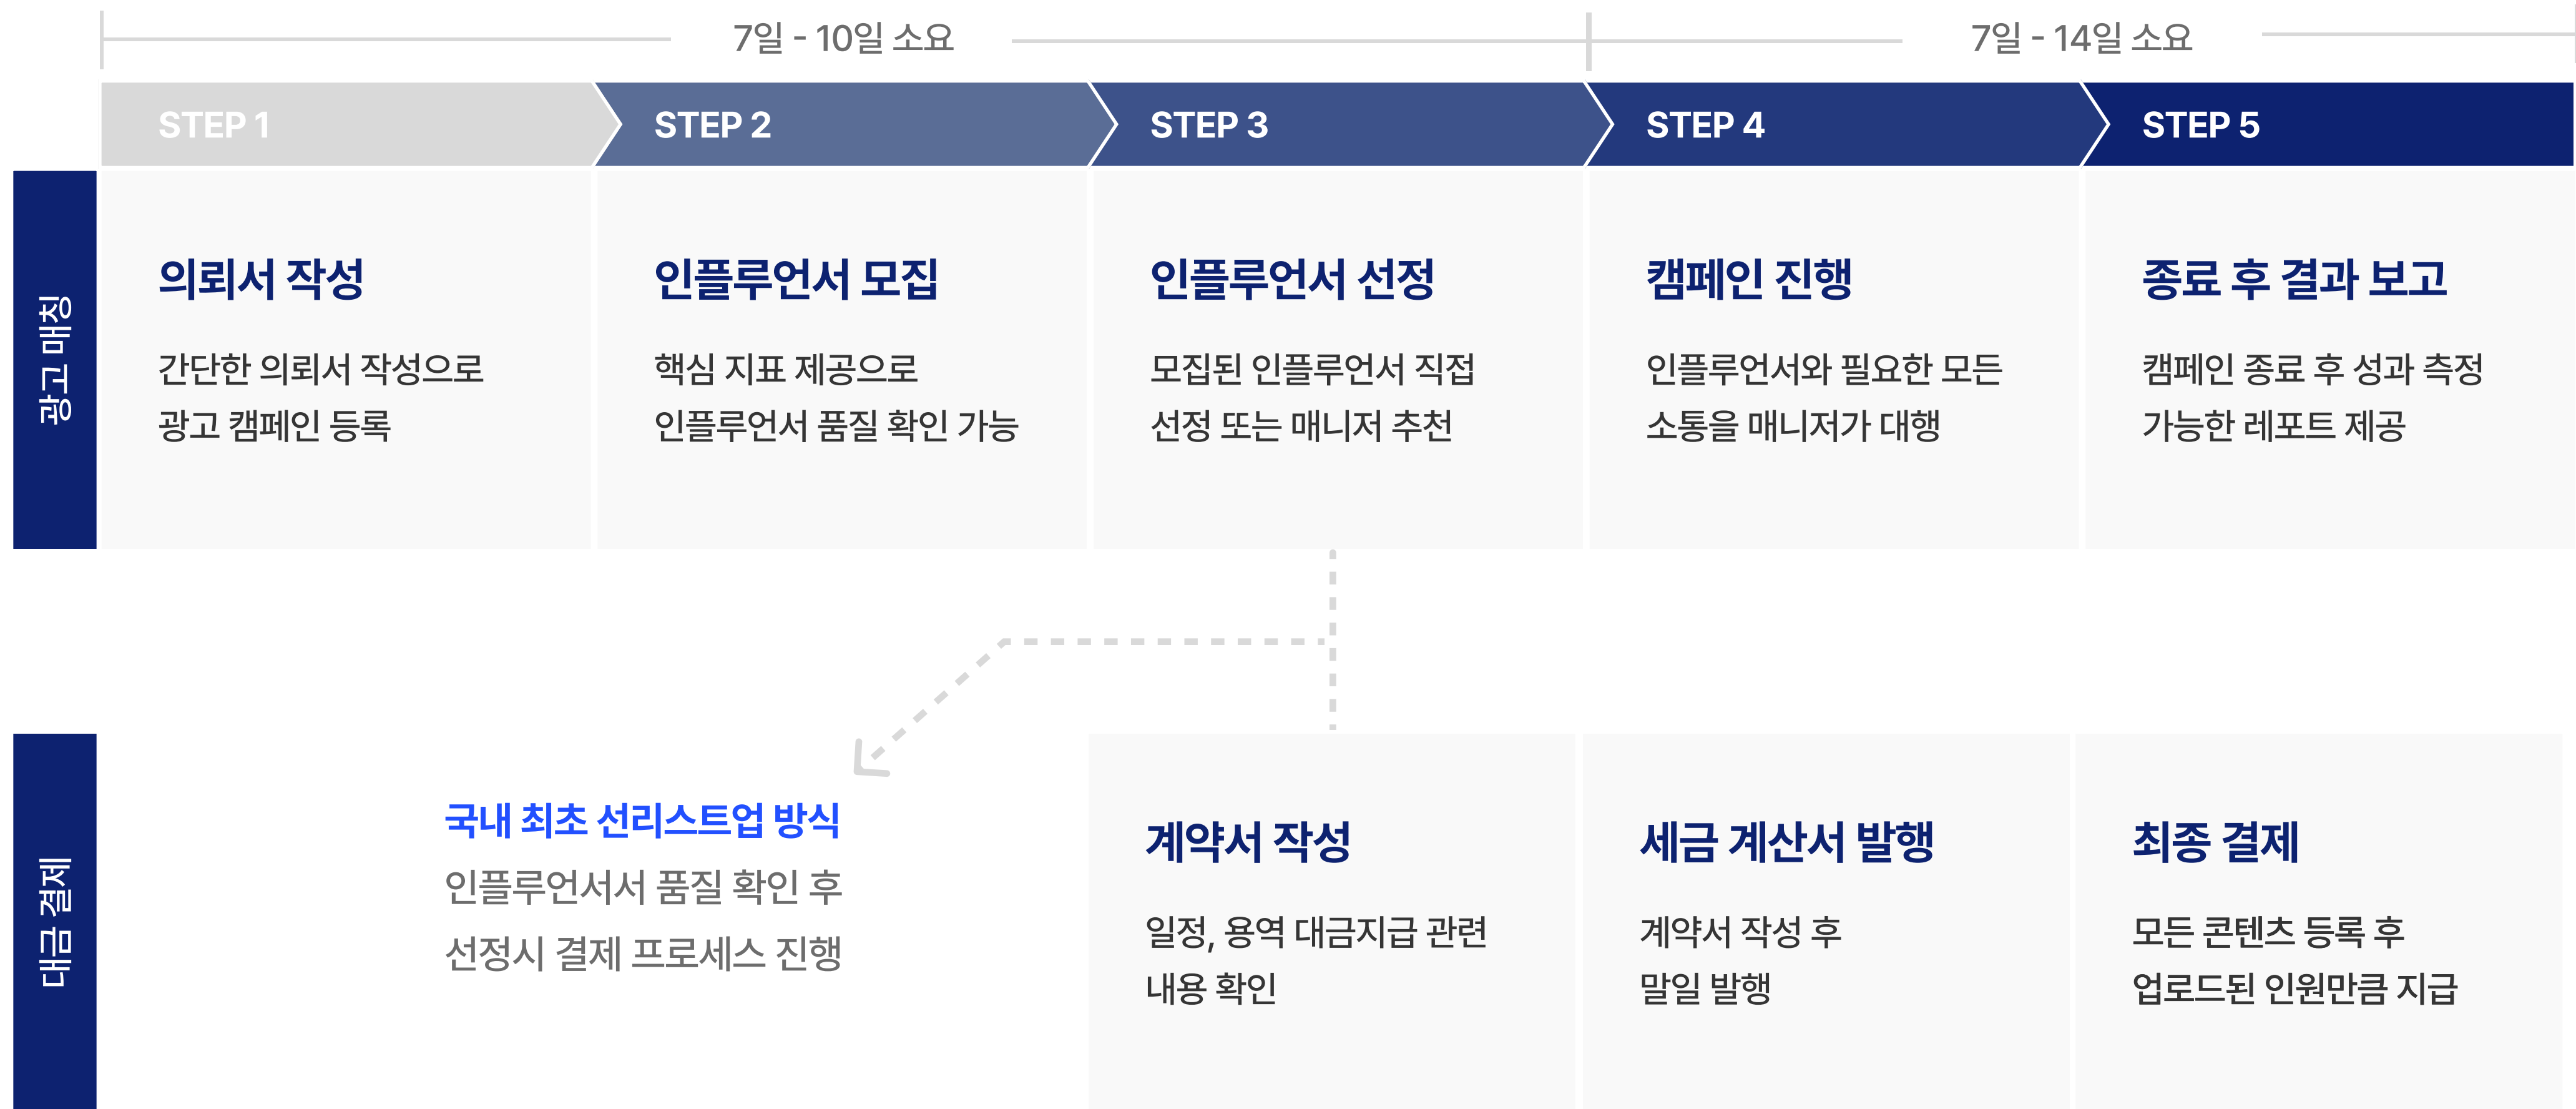 7일 - 10일 소요
7일 - 14일 소요
STEP 1
STEP 2
STEP 3
STEP 4
STEP 5
광고 매칭
의뢰서 작성
간단한 의뢰서 작성으로
광고 캠페인 등록
인플루언서 모집
핵심 지표 제공으로
인플루언서 품질 확인 가능
인플루언서 선정
모집된 인플루언서 직접
선정 또는 매니저 추천
캠페인 진행
인플루언서와 필요한 모든
소통을 매니저가 대행
종료 후 결과 보고
캠페인 종료 후 성과 측정
가능한 레포트 제공
대금 결제
국내 최초 선리스트업 방식
인플루언서서 품질 확인 후
선정시 결제 프로세스 진행
계약서 작성
일정, 용역 대금지급 관련
내용 확인
세금 계산서 발행
계약서 작성 후
말일 발행
최종 결제
모든 콘텐츠 등록 후
업로드된 인원만큼 지급